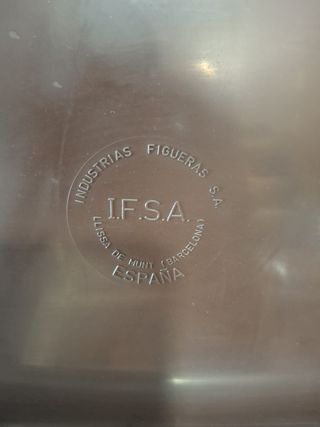 INDUSTRIAS FIGUERAS S.A.
I.F.S.A.
LLISSA DE MUNT (BARCELONA)
ESPAÑA